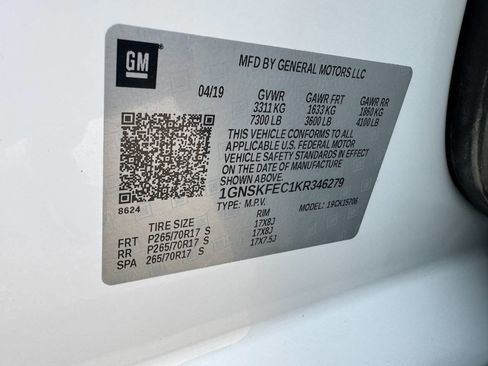 GM
MFD BY GENERAL MOTORS LLC
04/19 GVWR GAWR FRT GAWR RR
3311 KG 1633 KG 1860 KG
7300 LB 3600 LB 4100 LB
THIS VEHICLE CONFORMS TO ALL
APPLICABLE U.S. FEDERAL MOTOR
VEHICLE SAFETY STANDARDS IN EFFECT
ON THE DATE OF MANUFACTURE
SHOWN ABOVE.
1GNSKFEC1KR346279
8624 TYPE: M.P.V. MODEL: 19CK15706
TIRE SIZE RIM
FRT P265/70R17 S 17X8J
RR P265/70R17 S 17X8J
SPA 265/70R17 S 17X7.5J